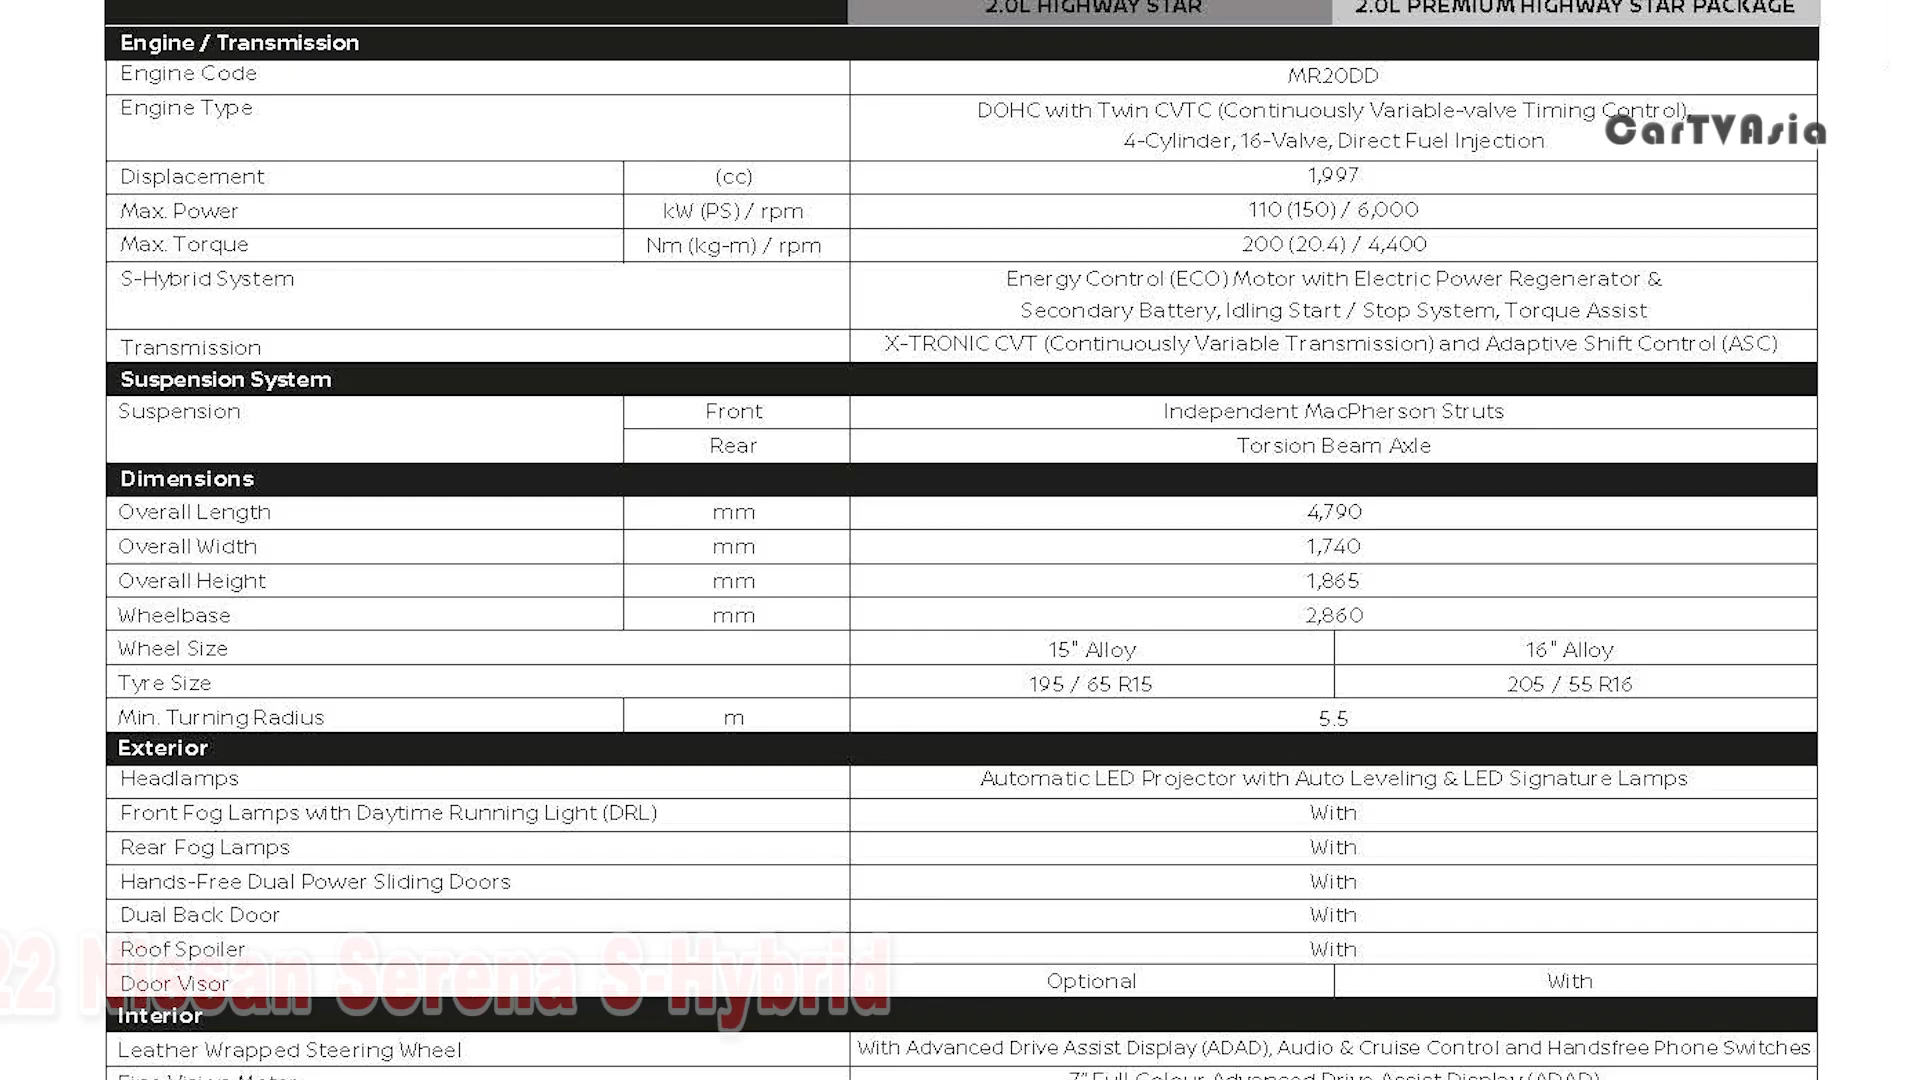 2.0L HIGHWAY STAR 2.0L PREMIUM HIGHWAY STAR PACKAGE
Engine / Transmission
Engine Code MR20DD
Engine Type DOHC with Twin CVTC (Continuously Variable-valve Timing Control),
4-Cylinder, 16-Valve, Direct Fuel Injection
CarTVAsia
Displacement (cc) 1,997
Max. Power kW (PS) / rpm 110 (150) / 6,000
Max. Torque Nm (kg-m) / rpm 200 (20.4) / 4,400
S-Hybrid System Energy Control (ECO) Motor with Electric Power Regenerator &
Secondary Battery, Idling Start / Stop System, Torque Assist
Transmission X-TRONIC CVT (Continuously Variable Transmission) and Adaptive Shift Control (ASC)
Suspension System
Suspension Front Independent MacPherson Struts
Rear Torsion Beam Axle
Dimensions
Overall Length mm 4,790
Overall Width mm 1,740
Overall Height mm 1,865
Wheelbase mm 2,860
Wheel Size 15" Alloy 16" Alloy
Tyre Size 195 / 65 R15 205 / 55 R16
Min. Turning Radius m 5.5
Exterior
Headlamps Automatic LED Projector with Auto Leveling & LED Signature Lamps
Front Fog Lamps with Daytime Running Light (DRL) With
Rear Fog Lamps With
Hands-Free Dual Power Sliding Doors With
Dual Back Door With
Roof Spoiler With
22 Nissan Serena S-Hybrid
Door Visor Optional With
Interior
Leather Wrapped Steering Wheel With Advanced Drive Assist Display (ADAD), Audio & Cruise Control and Handsfree Phone Switches
7" Full Colour Advanced Drive Assist Display (ADAD)